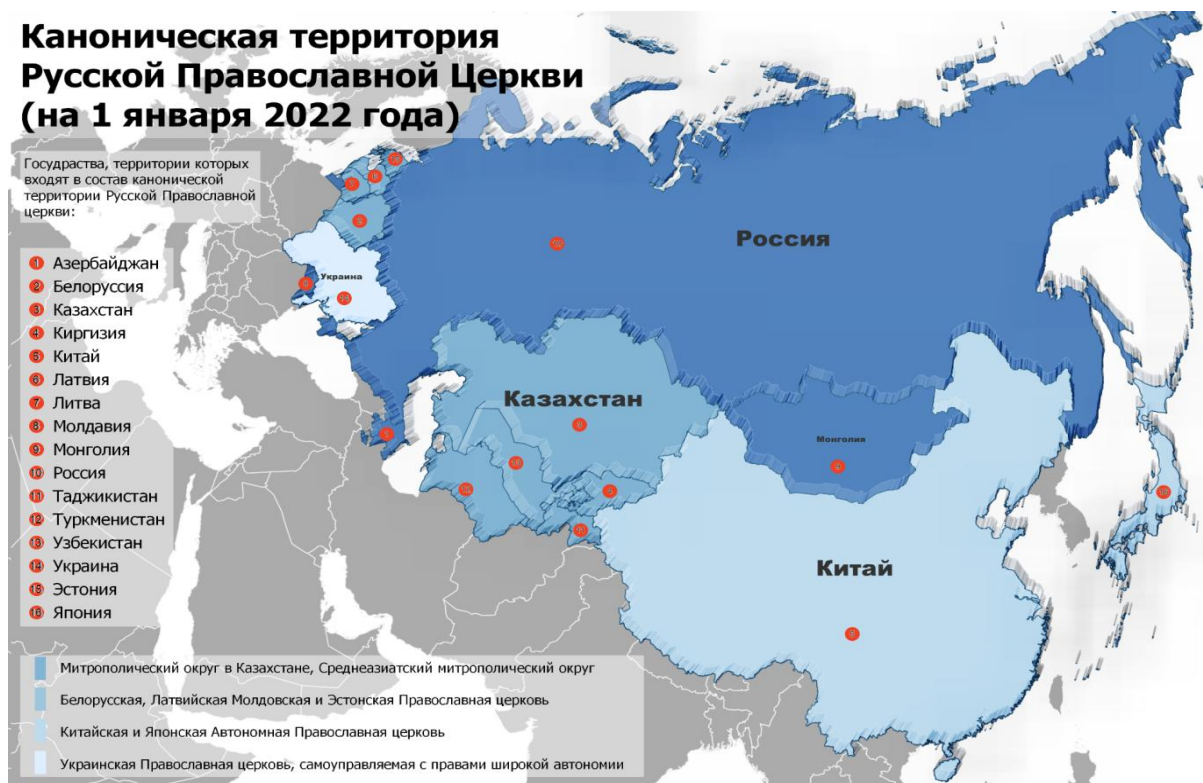 Каноническая территория
Русской Православной Церкви
(на 1 января 2022 года)
Госудраства, территории которых
входят в состав канонической
территории Русской Православной
церкви:
1 Азербайджан
2 Белоруссия
3 Казахстан
4 Киргизия
5 Китай
6 Латвия
7 Литва
8 Молдавия
9 Монголия
10 Россия
11 Таджикистан
12 Туркменистан
13 Узбекистан
14 Украина
15 Эстония
16 Япония
Россия
Украина
Казахстан
Монголия
Китай
Митрополический округ в Казахстане, Среднеазиатский митрополический округ
Белорусская, Латвийская Молдовская и Эстонская Православная церковь
Китайская и Японская Автономная Православная церковь
Украинская Православная церковь, самоуправляемая с правами широкой автономии